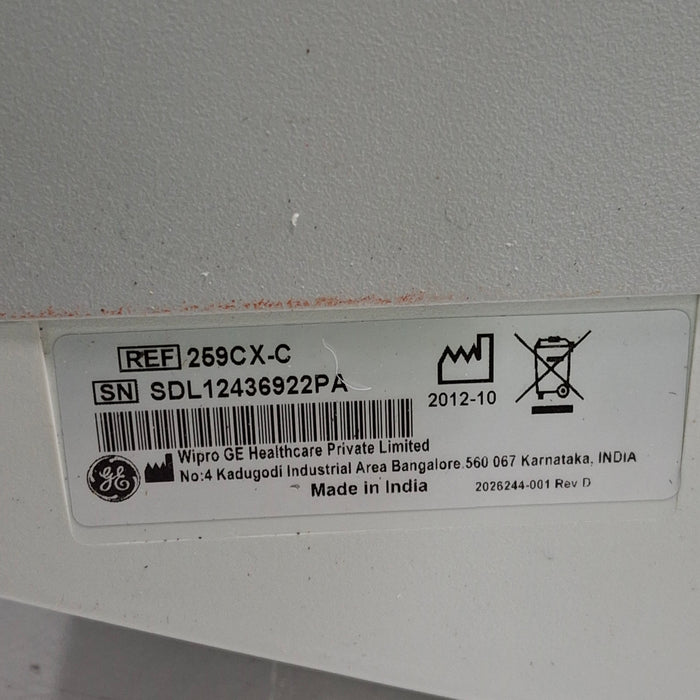 REF 259CX-C
SN SDL12436922PA
2012-10
GE
Wipro GE Healthcare Private Limited
No:4 Kadugodi Industrial Area Bangalore.560 067 Karnataka, INDIA
Made in India
2026244-001 Rev D